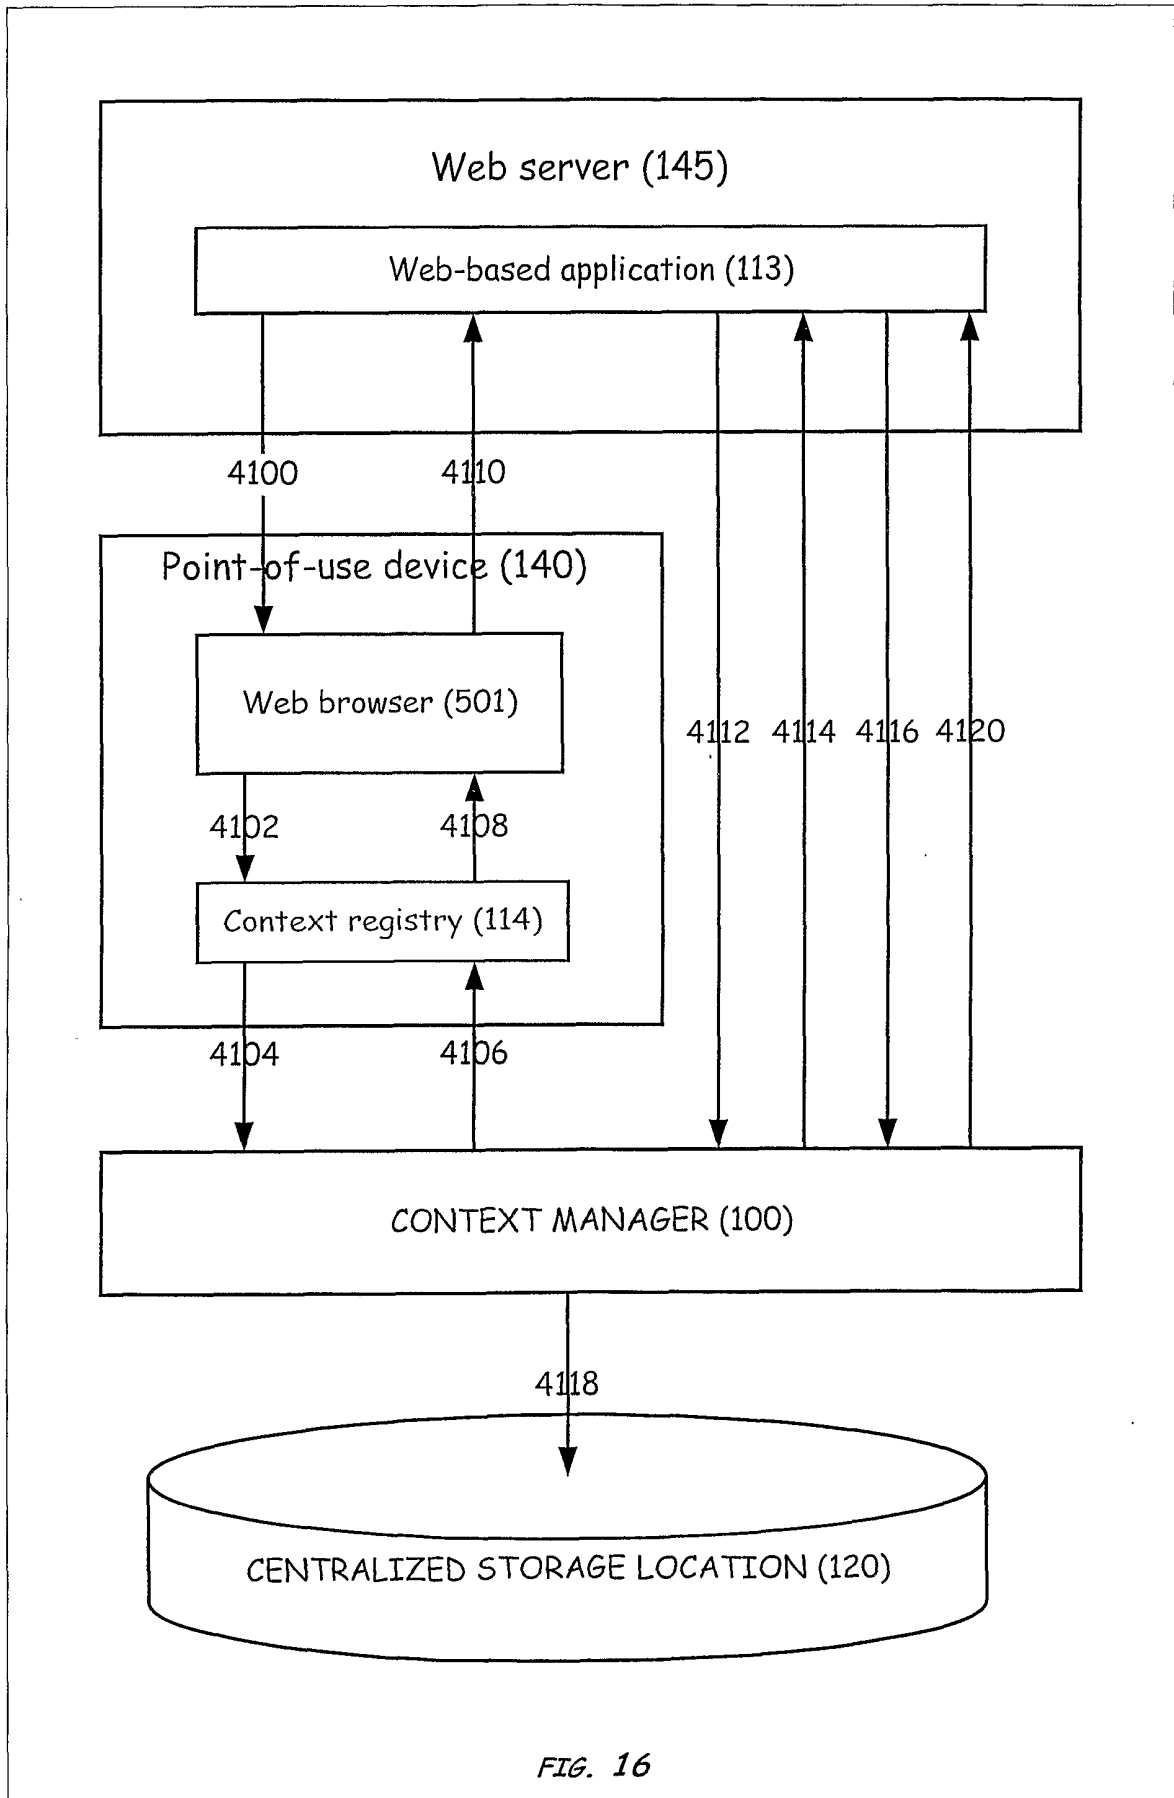 Web server (145)
Web-based application (113)
4100
4110
Point-of-use device (140)
Web browser (501)
4112
4114
4116
4120
4102
4108
Context registry (114)
4104
4106
CONTEXT MANAGER (100)
4118
CENTRALIZED STORAGE LOCATION (120)
FIG. 16